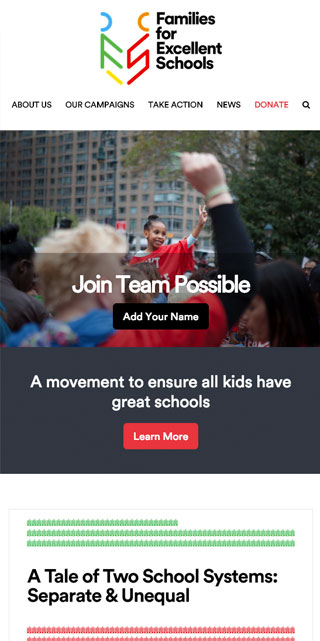 Families
for
Excellent
Schools
ABOUT US OUR CAMPAIGNS TAKE ACTION NEWS DONATE
Join Team Possible
Add Your Name
A movement to ensure all kids have
great schools
Learn More
A Tale of Two School Systems:
Separate & Unequal